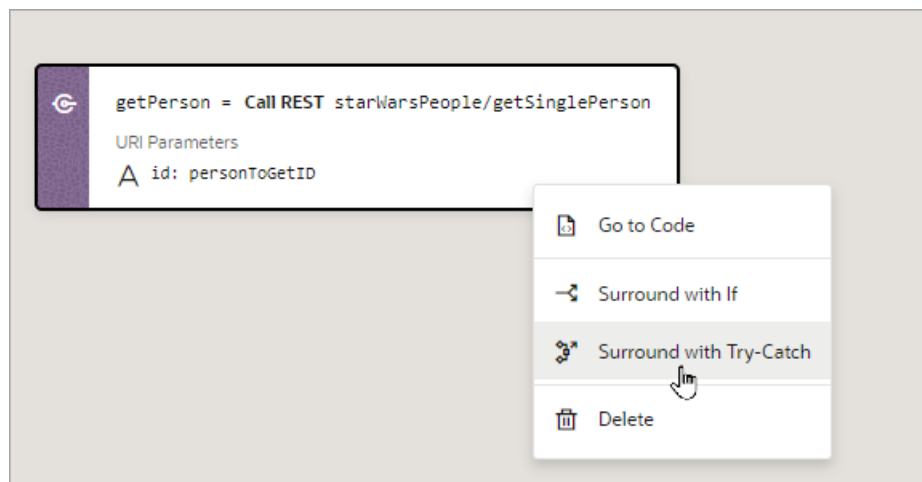 getPerson = Call REST starWarsPeople/getSinglePerson
URI Parameters
A id: personToGetID
Go to Code
Surround with If
Surround with Try-Catch
Delete